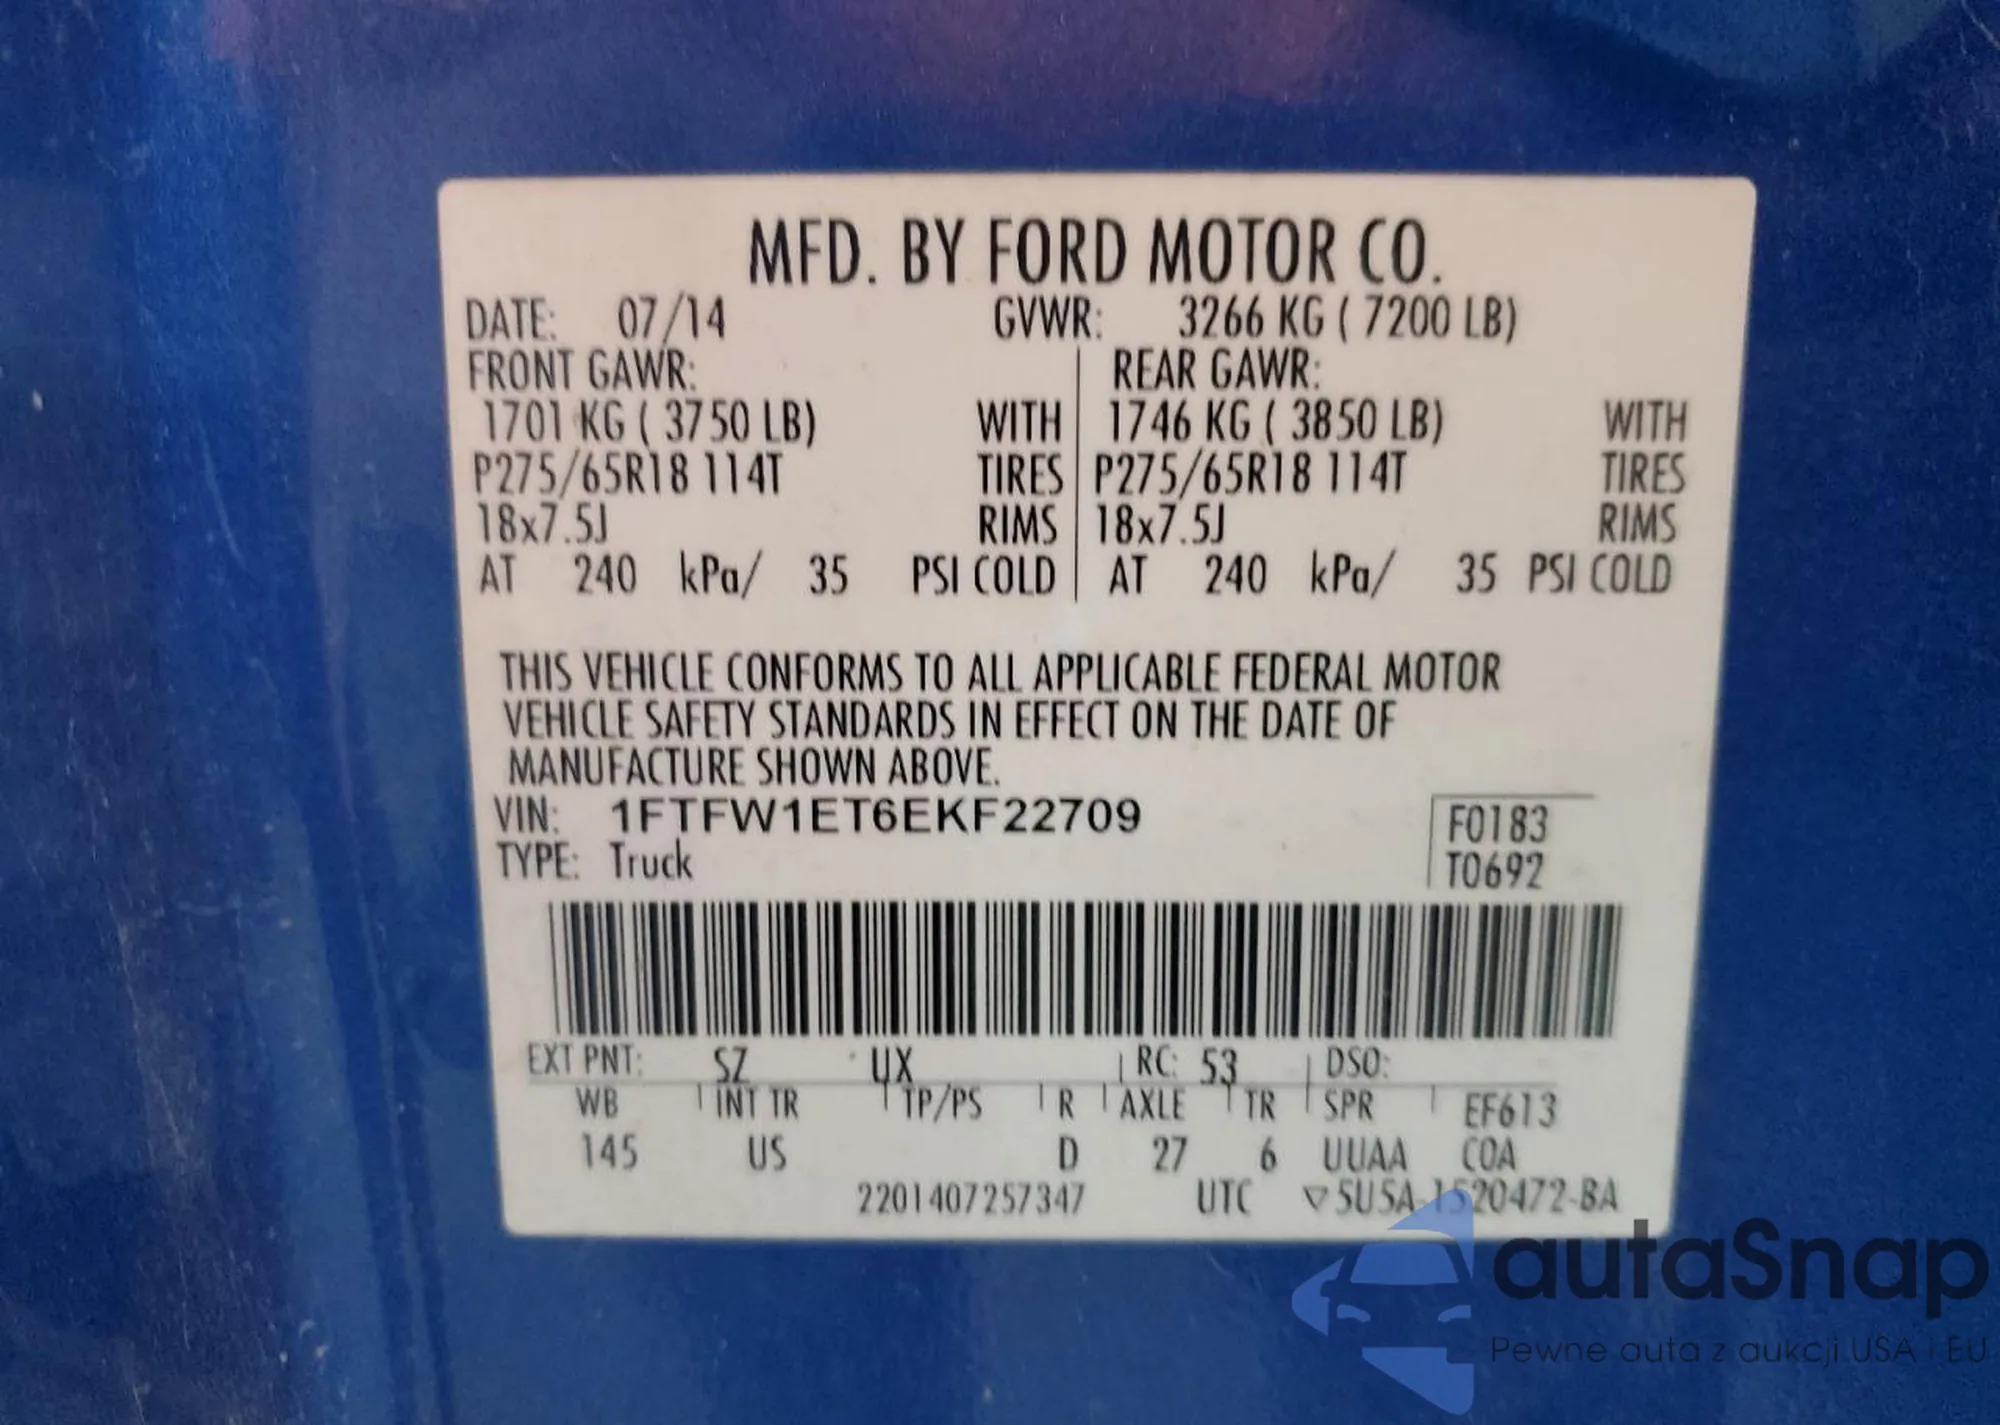 MFD. BY FORD MOTOR CO.
DATE: 07/14 GVWR: 3266 KG ( 7200 LB)
FRONT GAWR: REAR GAWR:
1701 KG ( 3750 LB) WITH 1746 KG ( 3850 LB) WITH
P275/65R18 114T TIRES P275/65R18 114T TIRES
18x7.5J RIMS 18x7.5J RIMS
AT 240 kPa/ 35 PSI COLD AT 240 kPa/ 35 PSI COLD
THIS VEHICLE CONFORMS TO ALL APPLICABLE FEDERAL MOTOR
VEHICLE SAFETY STANDARDS IN EFFECT ON THE DATE OF
MANUFACTURE SHOWN ABOVE.
VIN: 1FTFW1ET6EKF22709 F0183
TYPE: Truck T0692
EXT PNT: SZ UX RC: 53 DSO:
WB INT TR TP/PS R AXLE TR SPR EF613
145 US D 27 6 UUAA COA
2201407257347 UTC ▽5U5A-1520472-BA
autaSnap
Pewne auta z aukcji USA i EU